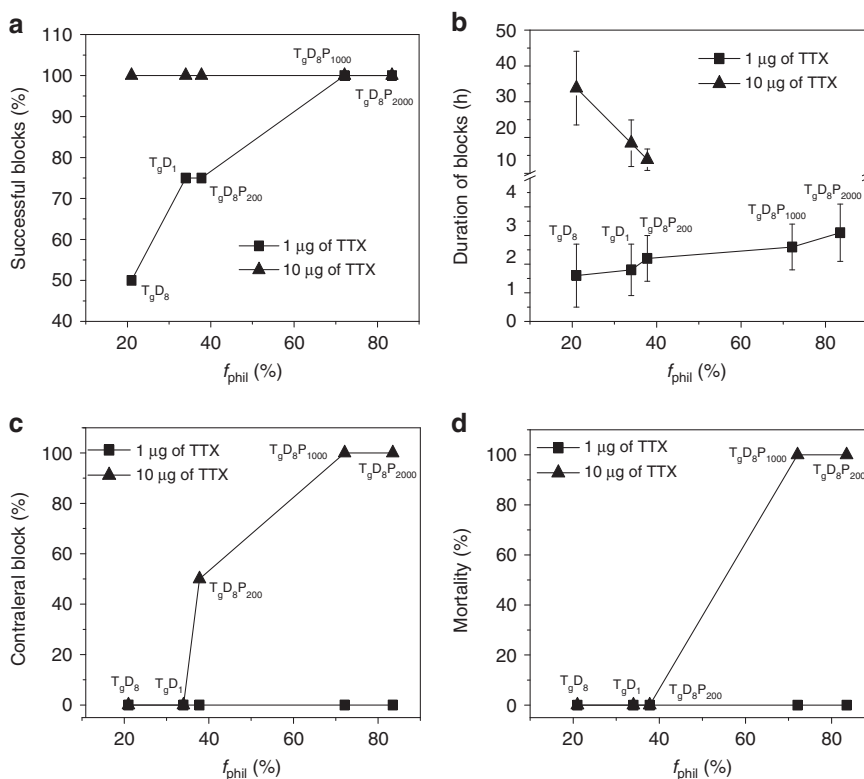 a
110
100
90
80
70
60
50
40
Successful blocks (%)
TgD8P1000
TgD8P2000
TgD1
TgD8P200
TgD8
1 μg of TTX
10 μg of TTX
20 40 60 80
fphil (%)
b
50
40
30
20
10
4
3
2
1
0
Duration of blocks (h)
1 μg of TTX
10 μg of TTX
TgD8
TgD1
TgD8P200
TgD8P1000
TgD8P2000
20 40 60 80
fphil (%)
c
100
80
60
40
20
0
Contraleral block (%)
1 μg of TTX
10 μg of TTX
TgD8P1000
TgD8P2000
TgD8P200
TgD8
TgD1
20 40 60 80
fphil (%)
d
100
80
60
40
20
0
Mortality (%)
1 μg of TTX
10 μg of TTX
TgD8P1000
TgD8P200
TgD8
TgD1
TgD8P200
20 40 60 80
fphil (%)